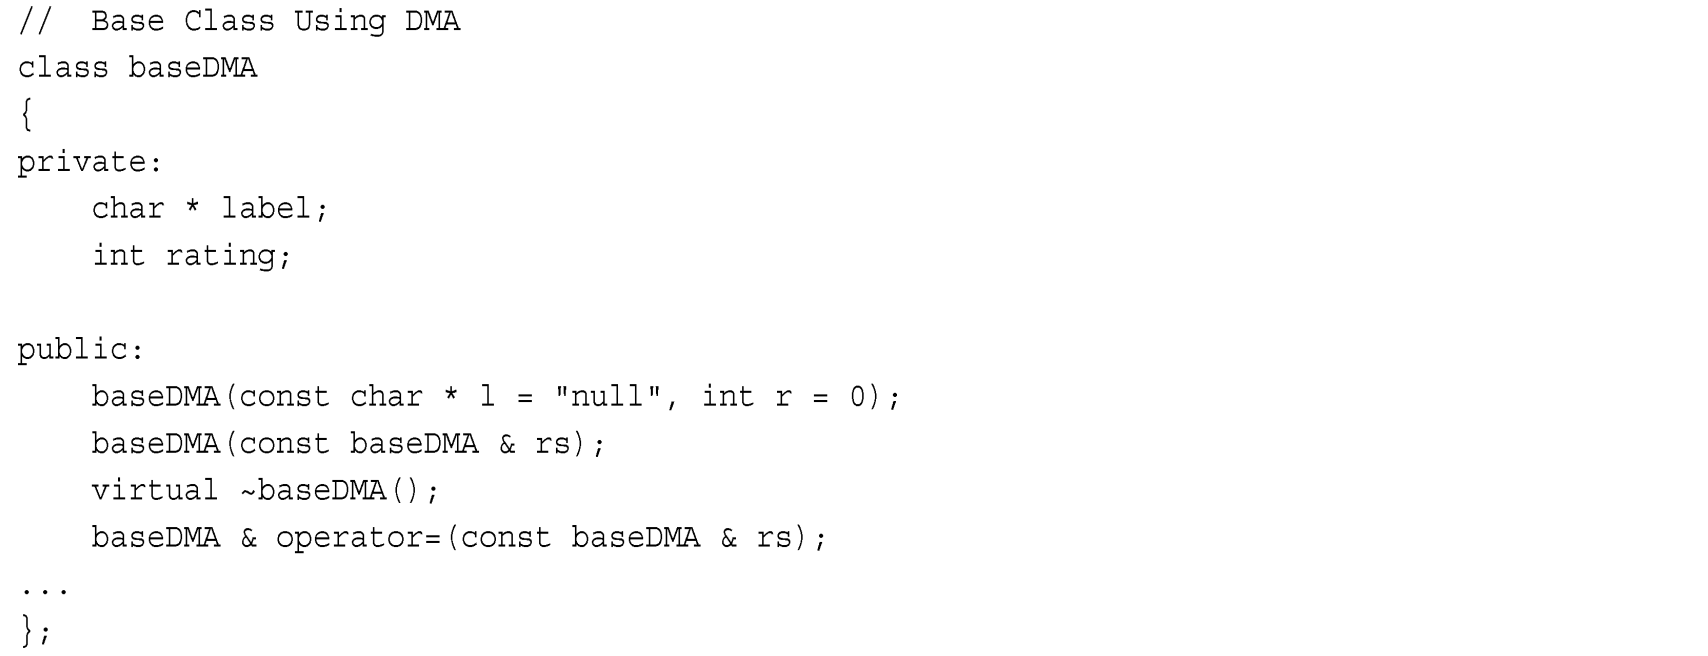 //  Base Class Using DMA
class baseDMA
{
private:
    char * label;
    int rating;

public:
    baseDMA(const char * l = "null", int r = 0);
    baseDMA(const baseDMA & rs);
    virtual ~baseDMA();
    baseDMA & operator=(const baseDMA & rs);
...
};